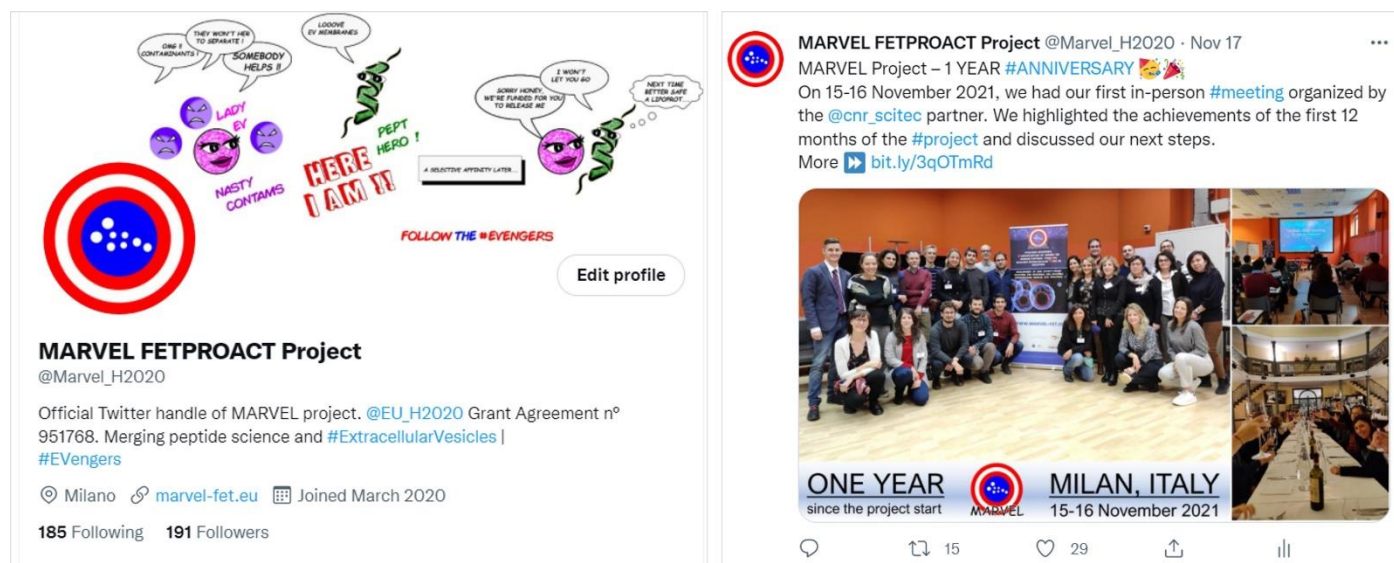 OMG !!
CONTAMINANTS !
THEY WON'T HER
TO SEPARATE !
SOMEBODY
HELPS !!
LOOOVE
EV MEMBRANES
I WON'T
LET YOU GO
SORRY HONEY,
WE'RE FUNDED FOR YOU
TO RELEASE ME
NEXT TIME
BETTER SAFE
A LIPOPROT...
LADY
EV
PEPT
HERO !
HERE
I AM !!
NASTY
CONTAMS
A SELECTIVE AFFINITY LATER...
FOLLOW THE #EVENGERS
Edit profile
MARVEL FETPROACT Project
@Marvel_H2020
Official Twitter handle of MARVEL project. @EU_H2020 Grant Agreement nº
951768. Merging peptide science and #ExtracellularVesicles |
#EVengers
Milano marvel-fet.eu Joined March 2020
185 Following 191 Followers
MARVEL FETPROACT Project @Marvel_H2020 · Nov 17
MARVEL Project – 1 YEAR #ANNIVERSARY 🥳🎉
On 15-16 November 2021, we had our first in-person #meeting organized by
the @cnr_scitec partner. We highlighted the achievements of the first 12
months of the #project and discussed our next steps.
More ⏩ bit.ly/3qOTmRd
ONE YEAR
since the project start
MARVEL
MILAN, ITALY
15-16 November 2021
15 29